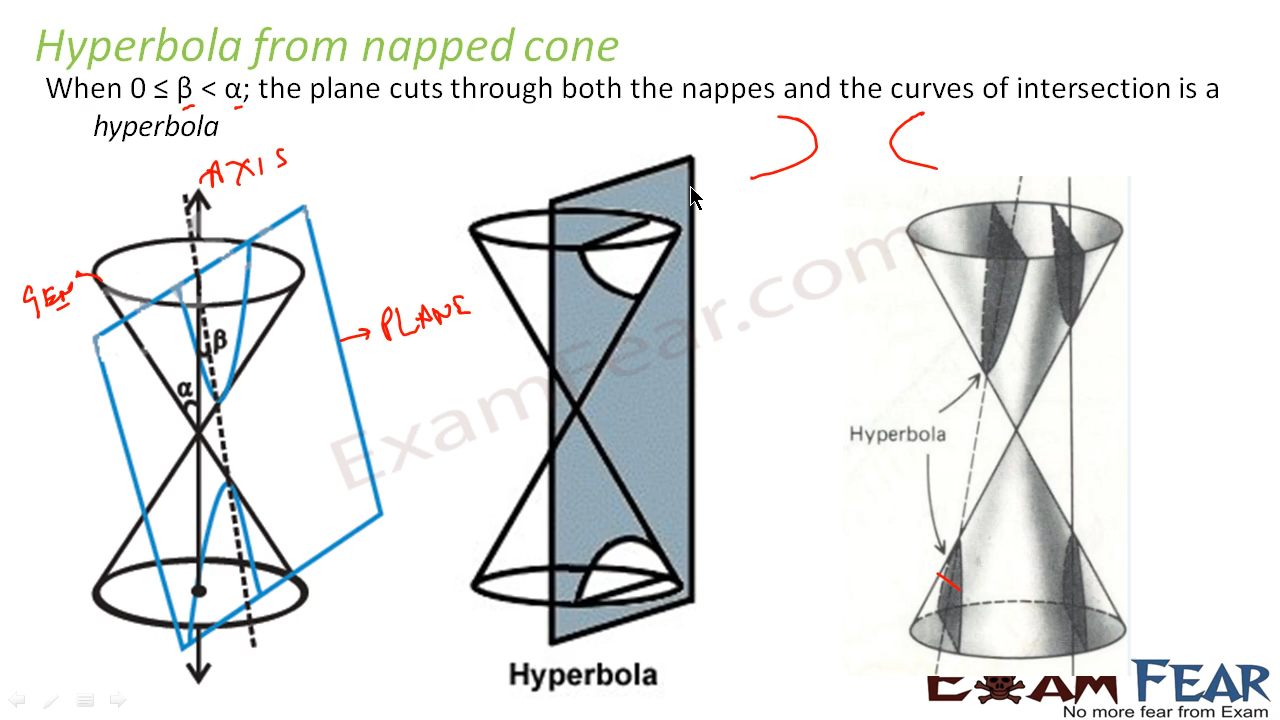 Hyperbola from napped cone
When 0 ≤ β < α; the plane cuts through both the nappes and the curves of intersection is a
hyperbola
AXIS
GEN
PLANE
β
α
Hyperbola
Hyperbola
ExamFear.com
EXAM FEAR
No more fear from Exam